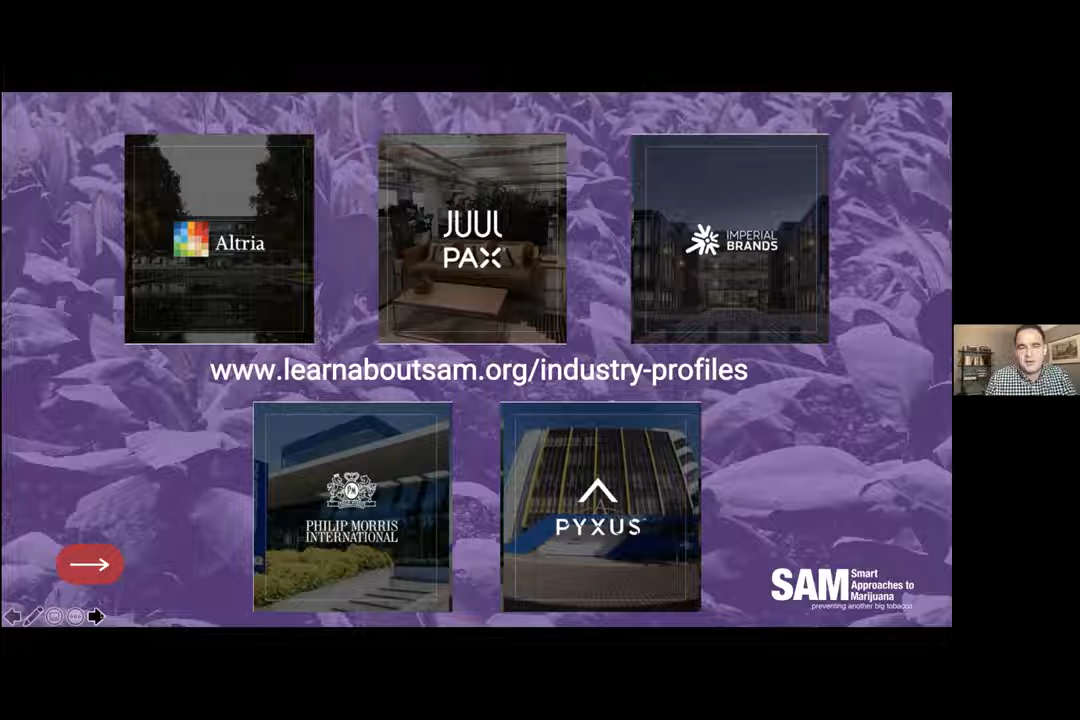 Altria
JUUL
PAX
IMPERIAL
BRANDS
www.learnaboutsam.org/industry-profiles
PHILIP MORRIS
INTERNATIONAL
PYXUS
SAM Smart
Approaches to
Marijuana
preventing another big tobacco